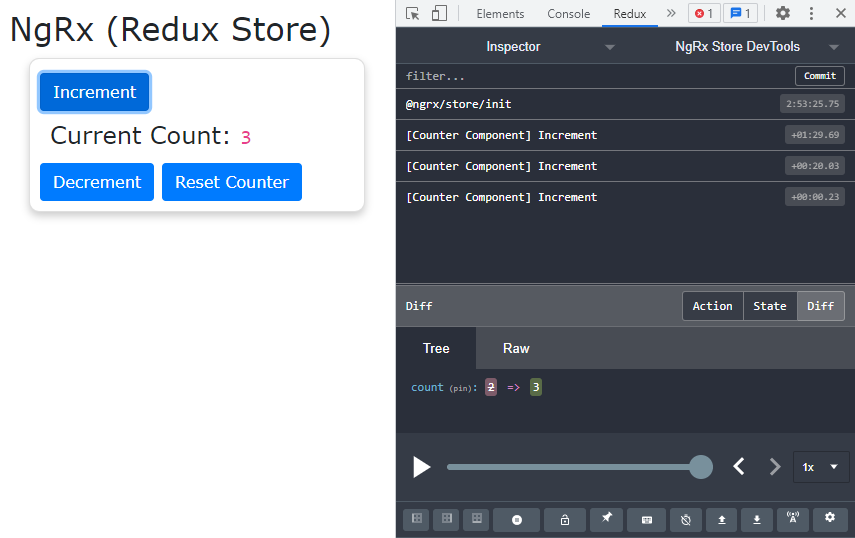 NgRx (Redux Store)
Increment
Current Count: 3
Decrement Reset Counter
Elements Console Redux » 1 1
Inspector NgRx Store DevTools
filter... Commit
@ngrx/store/init 2:53:25.75
[Counter Component] Increment +01:29.69
[Counter Component] Increment +00:20.03
[Counter Component] Increment +00:00.23
Diff Action State Diff
Tree Raw
count (pin): 2 => 3
1x